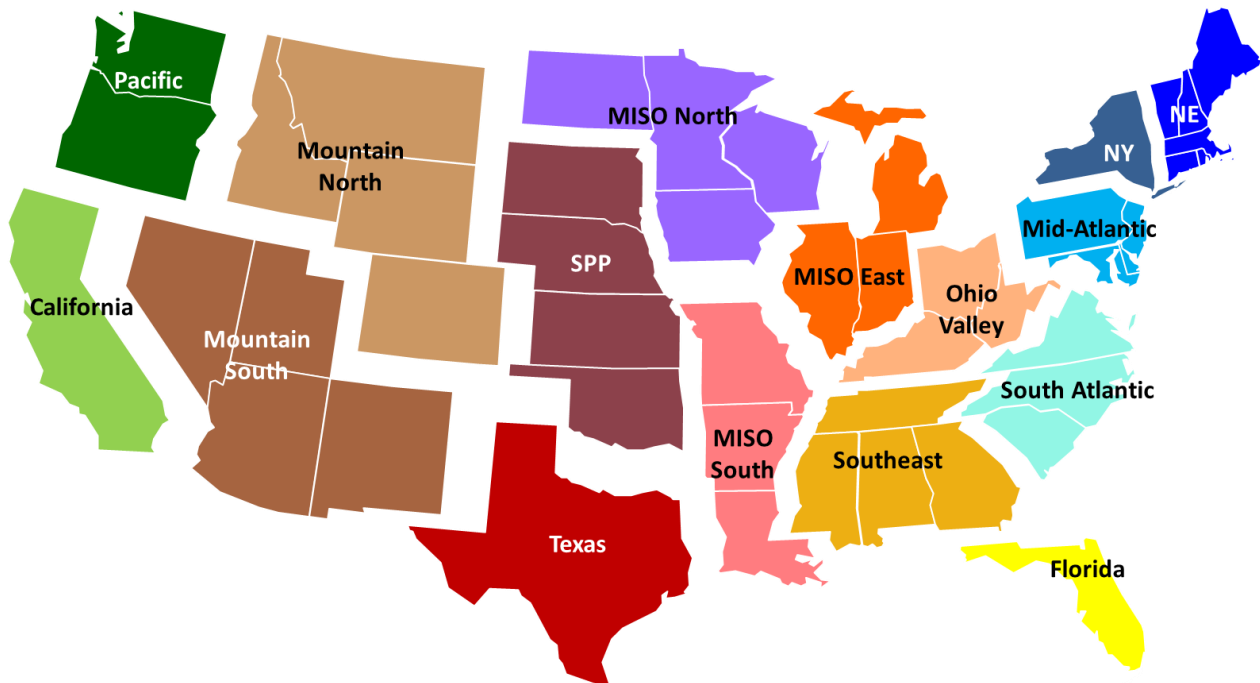 Pacific
MISO North
NE
Mountain
North
NY
Mid-Atlantic
SPP
MISO East
California
Ohio
Valley
Mountain
South
South Atlantic
MISO
South
Southeast
Texas
Florida